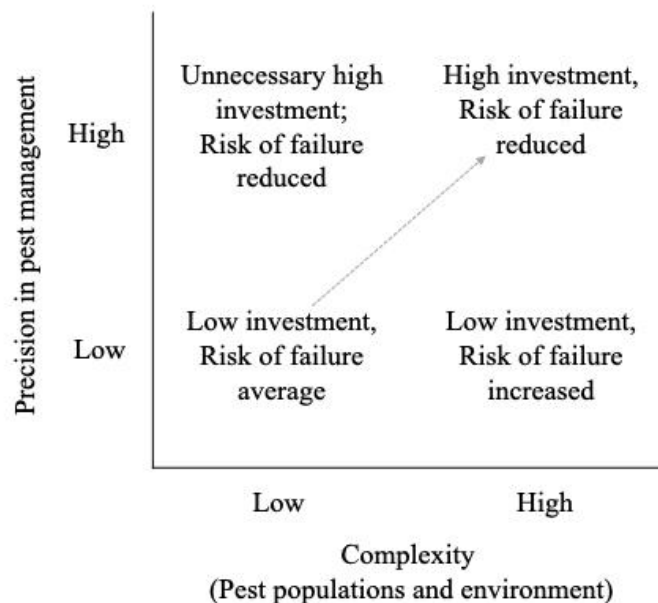 Precision in pest management
High
Unnecessary high
investment;
Risk of failure
reduced
High investment,
Risk of failure
reduced
Low
Low investment,
Risk of failure
average
Low investment,
Risk of failure
increased
Low
High
Complexity
(Pest populations and environment)